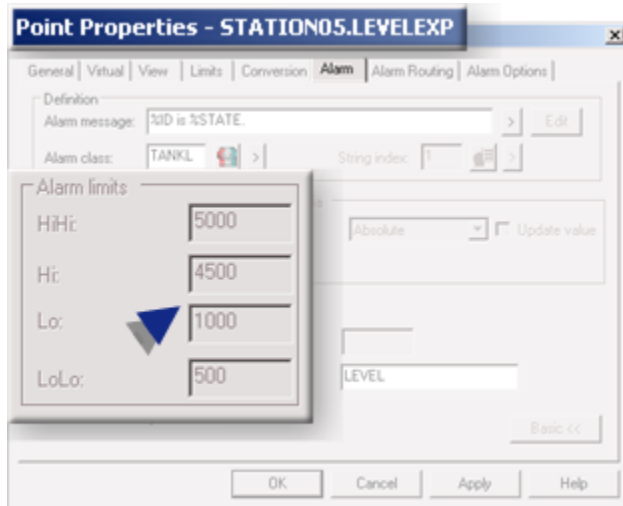 Point Properties - STATION05.LEVELEXP
General Virtual View Limits Conversion Alarm Alarm Routing Alarm Options
Definition
Alarm message: %ID is %STATE. > Edit
Alarm class: TANKL > String index: 1 >
Alarm limits
HiHi: 5000
Absolute Update value
Hi: 4500
Lo: 1000
LoLo: 500
LEVEL
Basic <<
OK Cancel Apply Help